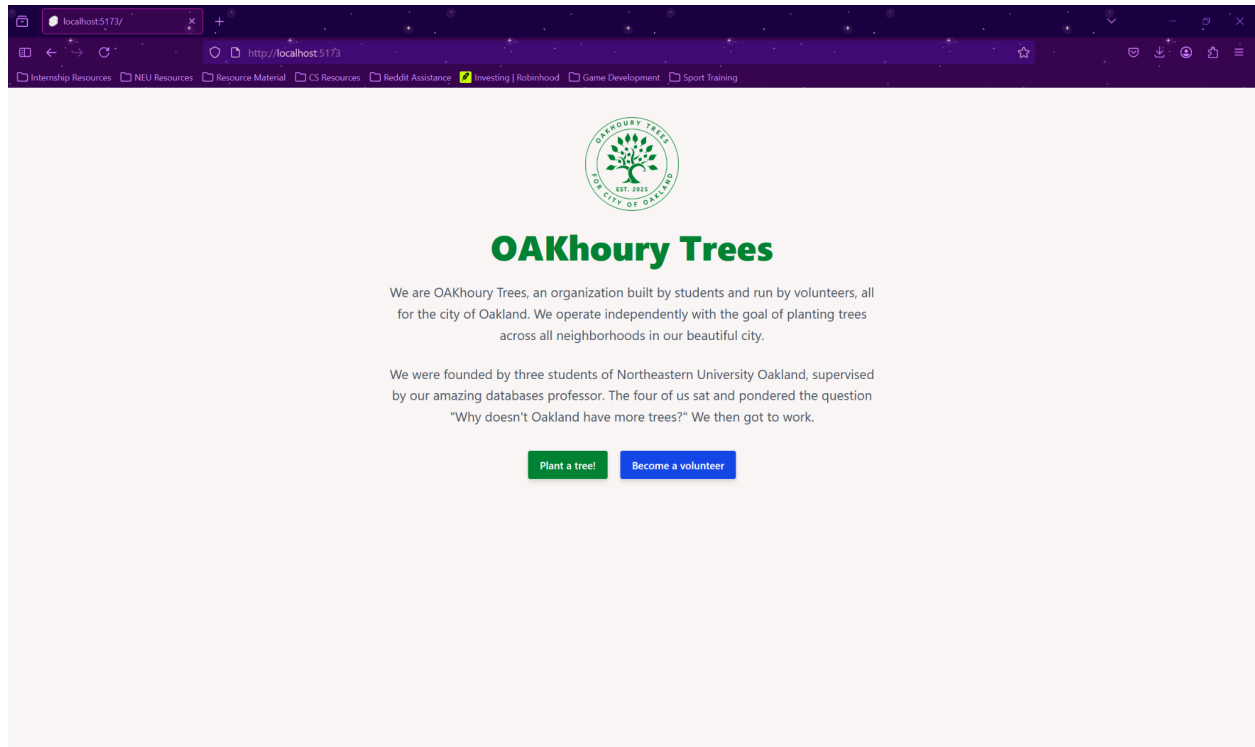 localhost:5173/
http://localhost:5173
Internship Resources NEU Resources Resource Material CS Resources Reddit Assistance Investing | Robinhood Game Development Sport Training
OAKHOURY TREES
EST. 2025
FOR CITY OF OAKLAND
OAKhoury Trees
We are OAKhoury Trees, an organization built by students and run by volunteers, all
for the city of Oakland. We operate independently with the goal of planting trees
across all neighborhoods in our beautiful city.
We were founded by three students of Northeastern University Oakland, supervised
by our amazing databases professor. The four of us sat and pondered the question
"Why doesn't Oakland have more trees?" We then got to work.
Plant a tree! Become a volunteer